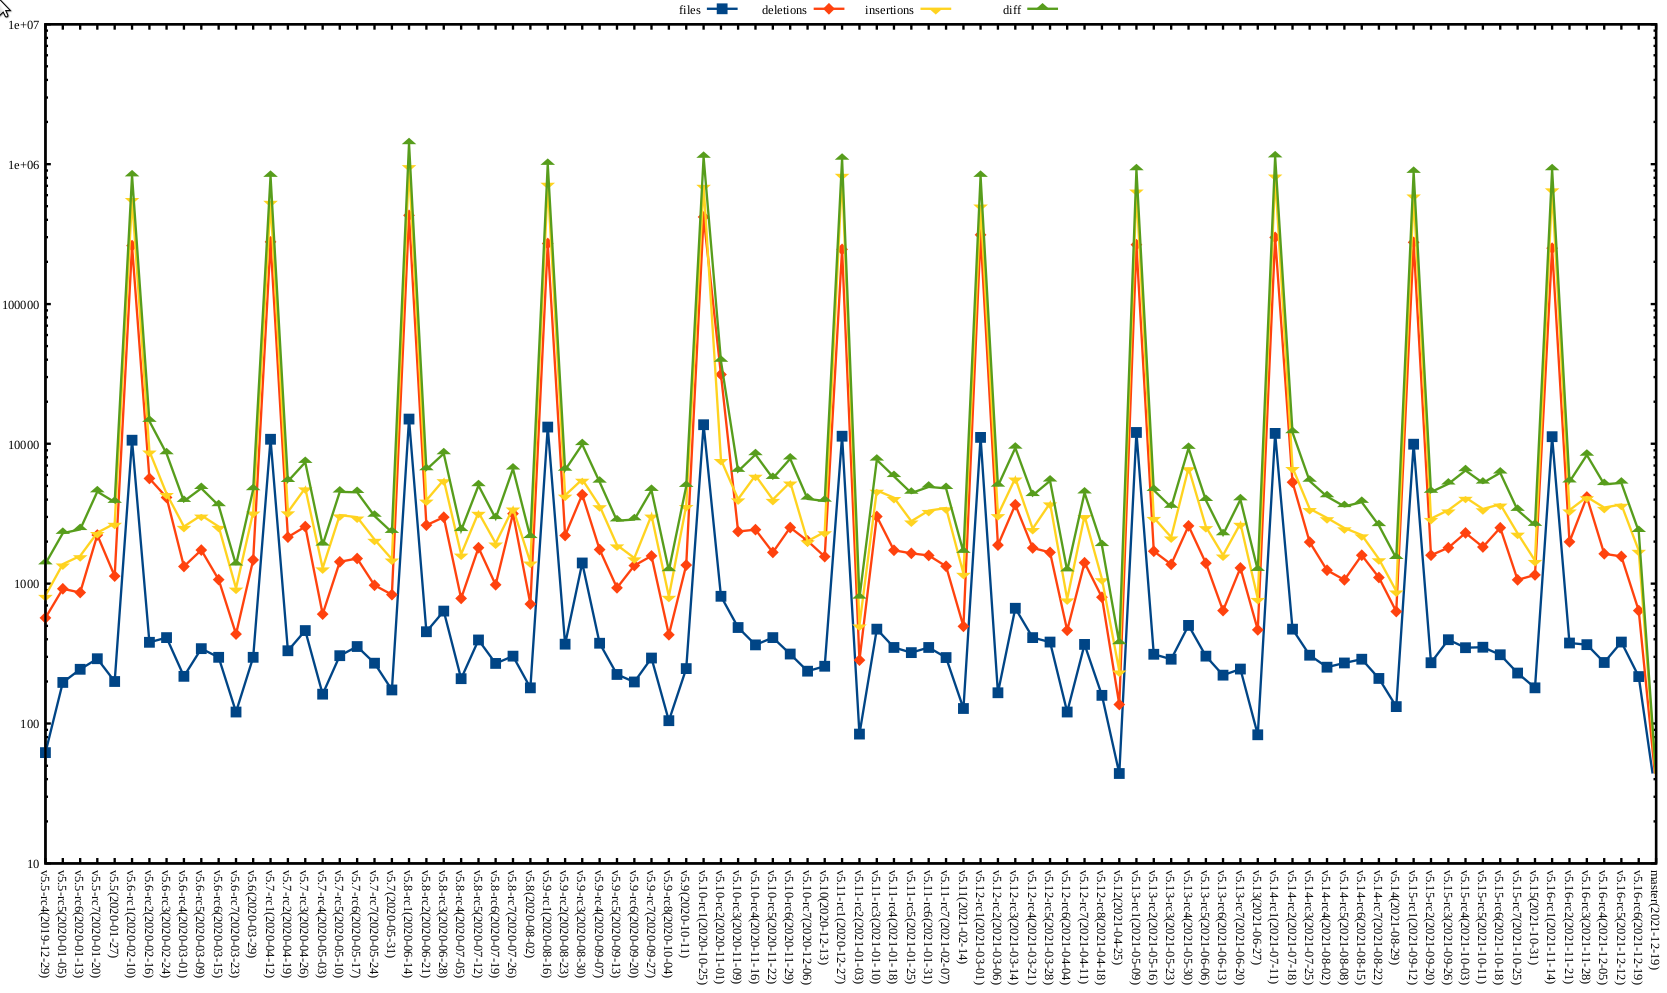 files
deletions
insertions
diff
1e+07
1e+06
100000
10000
1000
100
10
v5.5-rc4(2019-12-29)
v5.5-rc5(2020-01-05)
v5.5-rc6(2020-01-13)
v5.5-rc7(2020-01-20)
v5.5(2020-01-27)
v5.6-rc1(2020-02-10)
v5.6-rc2(2020-02-16)
v5.6-rc3(2020-02-24)
v5.6-rc4(2020-03-01)
v5.6-rc5(2020-03-09)
v5.6-rc6(2020-03-15)
v5.6-rc7(2020-03-23)
v5.6(2020-03-29)
v5.7-rc1(2020-04-12)
v5.7-rc2(2020-04-19)
v5.7-rc3(2020-04-26)
v5.7-rc4(2020-05-03)
v5.7-rc5(2020-05-10)
v5.7-rc6(2020-05-17)
v5.7-rc7(2020-05-24)
v5.7(2020-05-31)
v5.8-rc1(2020-06-14)
v5.8-rc2(2020-06-21)
v5.8-rc3(2020-06-28)
v5.8-rc4(2020-07-05)
v5.8-rc5(2020-07-12)
v5.8-rc6(2020-07-19)
v5.8-rc7(2020-07-26)
v5.8(2020-08-02)
v5.9-rc1(2020-08-16)
v5.9-rc2(2020-08-23)
v5.9-rc3(2020-08-30)
v5.9-rc4(2020-09-07)
v5.9-rc5(2020-09-13)
v5.9-rc6(2020-09-20)
v5.9-rc7(2020-09-27)
v5.9-rc8(2020-10-04)
v5.9(2020-10-11)
v5.10-rc1(2020-10-25)
v5.10-rc2(2020-11-01)
v5.10-rc3(2020-11-09)
v5.10-rc4(2020-11-16)
v5.10-rc5(2020-11-22)
v5.10-rc6(2020-11-29)
v5.10-rc7(2020-12-06)
v5.10(2020-12-13)
v5.11-rc1(2020-12-27)
v5.11-rc2(2021-01-03)
v5.11-rc3(2021-01-10)
v5.11-rc4(2021-01-18)
v5.11-rc5(2021-01-25)
v5.11-rc6(2021-01-31)
v5.11-rc7(2021-02-07)
v5.11(2021-02-14)
v5.12-rc1(2021-03-01)
v5.12-rc2(2021-03-06)
v5.12-rc3(2021-03-14)
v5.12-rc4(2021-03-21)
v5.12-rc5(2021-03-28)
v5.12-rc6(2021-04-04)
v5.12-rc7(2021-04-11)
v5.12-rc8(2021-04-18)
v5.12(2021-04-25)
v5.13-rc1(2021-05-09)
v5.13-rc2(2021-05-16)
v5.13-rc3(2021-05-23)
v5.13-rc4(2021-05-30)
v5.13-rc5(2021-06-06)
v5.13-rc6(2021-06-13)
v5.13-rc7(2021-06-20)
v5.13(2021-06-27)
v5.14-rc1(2021-07-11)
v5.14-rc2(2021-07-18)
v5.14-rc3(2021-07-25)
v5.14-rc4(2021-08-02)
v5.14-rc5(2021-08-08)
v5.14-rc6(2021-08-15)
v5.14-rc7(2021-08-22)
v5.14(2021-08-29)
v5.15-rc1(2021-09-12)
v5.15-rc2(2021-09-20)
v5.15-rc3(2021-09-26)
v5.15-rc4(2021-10-03)
v5.15-rc5(2021-10-11)
v5.15-rc6(2021-10-18)
v5.15-rc7(2021-10-25)
v5.15(2021-10-31)
v5.16-rc1(2021-11-14)
v5.16-rc2(2021-11-21)
v5.16-rc3(2021-11-28)
v5.16-rc4(2021-12-05)
v5.16-rc5(2021-12-12)
v5.16-rc6(2021-12-19)
master(2021-12-19)